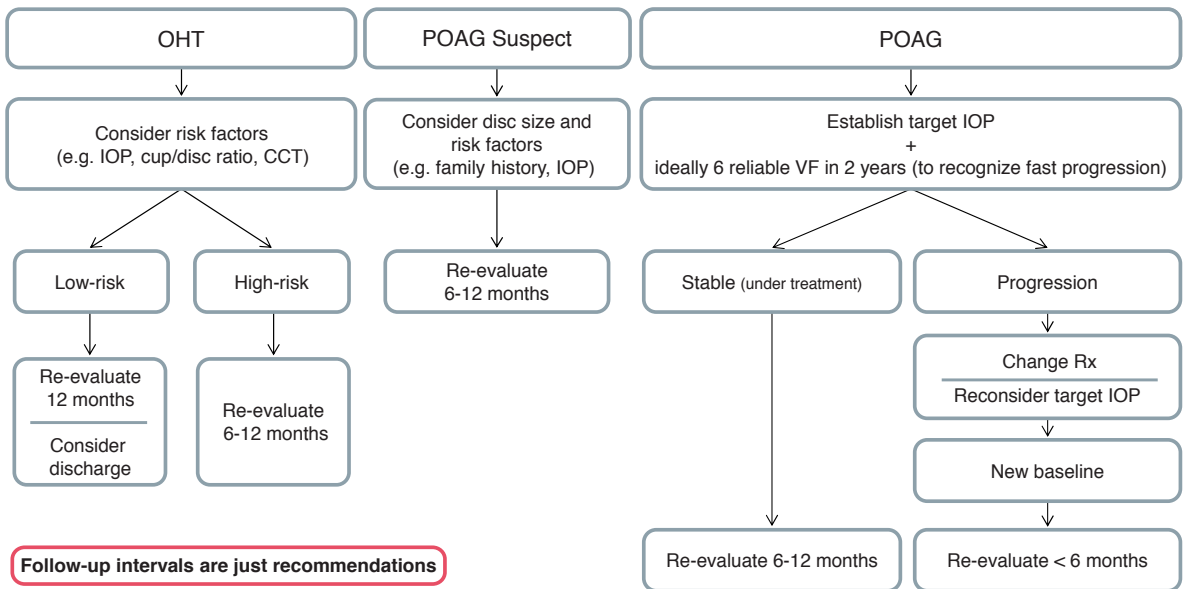 OHT
Consider risk factors
(e.g. IOP, cup/disc ratio, CCT)
Low-risk
Re-evaluate
12 months
Consider
discharge
High-risk
Re-evaluate
6-12 months
POAG Suspect
Consider disc size and
risk factors
(e.g. family history, IOP)
Re-evaluate
6-12 months
POAG
Establish target IOP
+
ideally 6 reliable VF in 2 years (to recognize fast progression)
Stable (under treatment)
Re-evaluate 6-12 months
Progression
Change Rx
Reconsider target IOP
New baseline
Re-evaluate < 6 months
Follow-up intervals are just recommendations